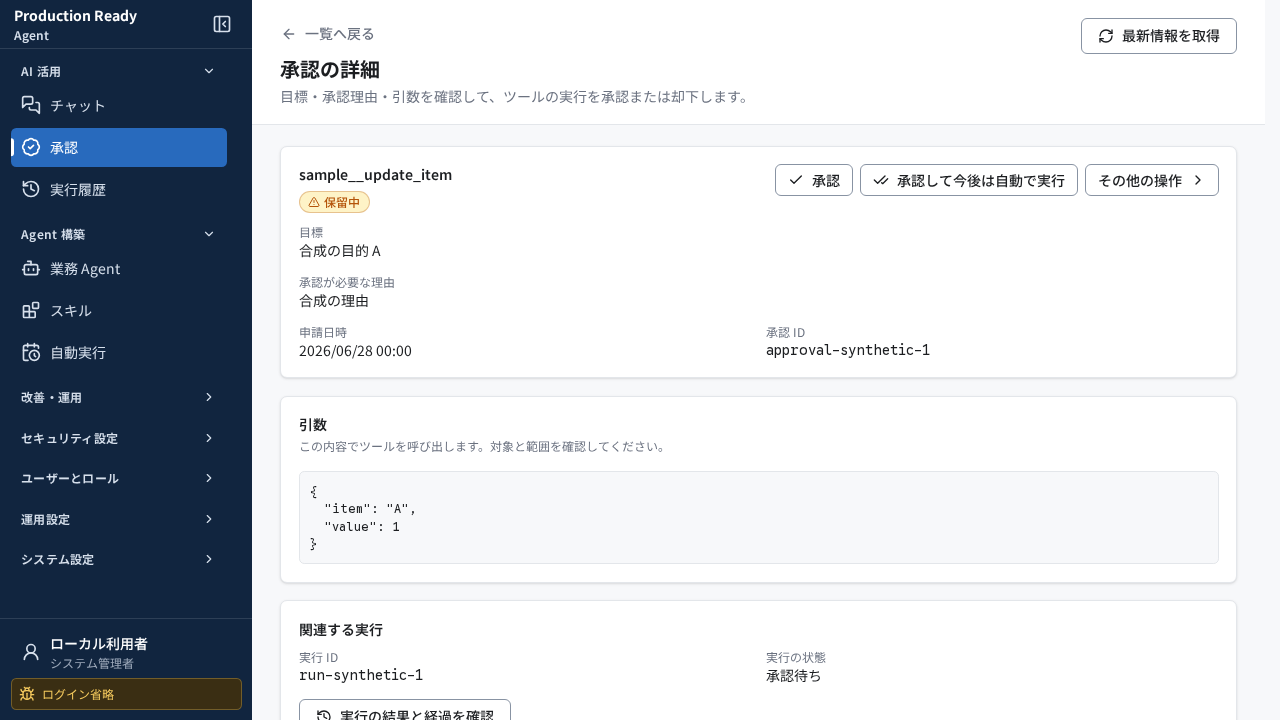 Production Ready
Agent
AI 活用
チャット
承認
実行履歴
Agent 構築
業務 Agent
スキル
自動実行
改善・運用
セキュリティ設定
ユーザーとロール
運用設定
システム設定
ローカル利用者
システム管理者
ログイン省略
一覧へ戻る
最新情報を取得
承認の詳細
目標・承認理由・引数を確認して、ツールの実行を承認または却下します。
sample__update_item
承認
承認して今後は自動で実行
その他の操作
保留中
目標
合成の目的 A
承認が必要な理由
合成の理由
申請日時
2026/06/28 00:00
承認 ID
approval-synthetic-1
引数
この内容でツールを呼び出します。対象と範囲を確認してください。
{
"item": "A",
"value": 1
}
関連する実行
実行 ID
run-synthetic-1
実行の状態
承認待ち
実行の結果と経過を確認